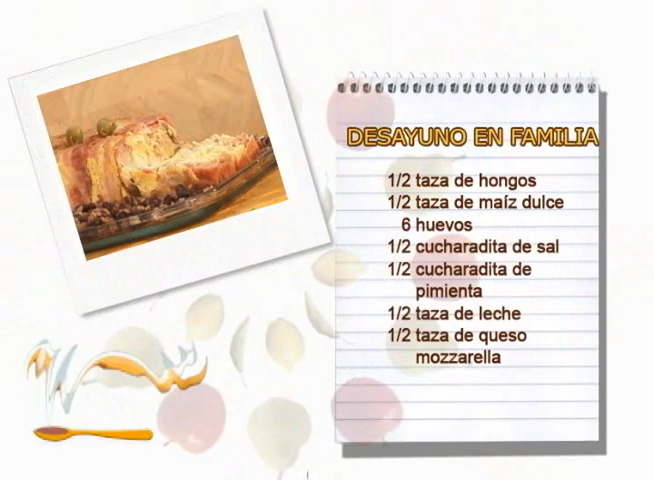 DESAYUNO EN FAMILIA
1/2 taza de hongos
1/2 taza de maíz dulce
6 huevos
1/2 cucharadita de sal
1/2 cucharadita de
pimienta
1/2 taza de leche
1/2 taza de queso
mozzarella